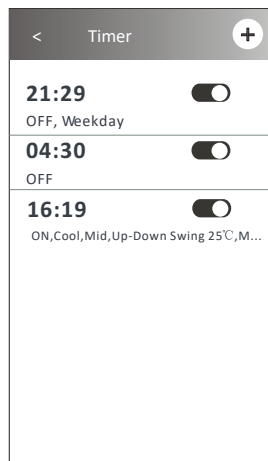 < Timer +
21:29
OFF, Weekday
04:30
OFF
16:19
ON,Cool,Mid,Up-Down Swing 25℃,M...